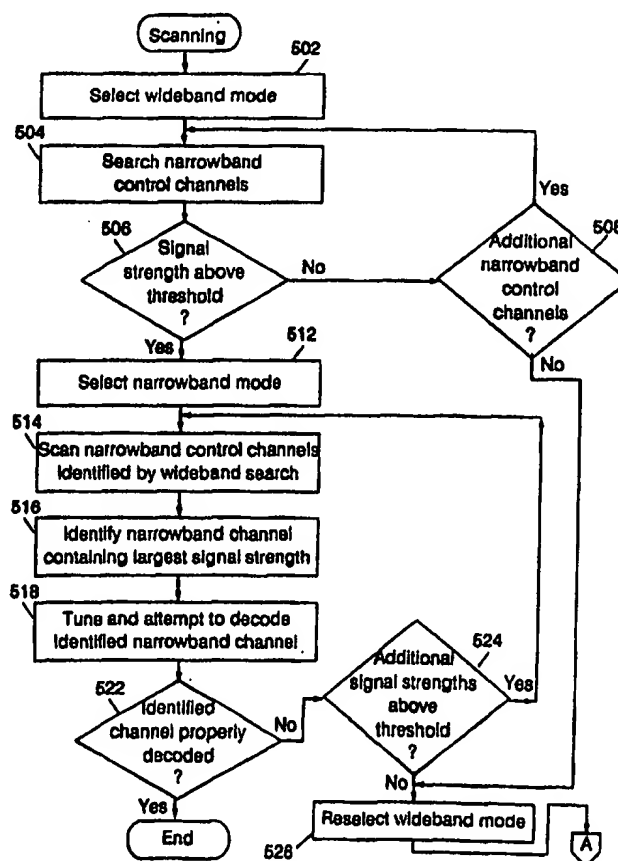 Scanning
502
Select wideband mode
504
Search narrowband
control channels
506
Signal
strength above
threshold
?
No
Yes
Additional
narrowband
control
channels
?
508
Yes
No
512
Select narrowband mode
514
Scan narrowband control channels
Identified by wideband search
516
Identify narrowband channel
containing largest signal strength
518
Tune and attempt to decode
Identified narrowband channel
522
Identified
channel properly
decoded
?
No
Yes
End
Additional
signal strengths
above
threshold
?
524
Yes
No
Reselect wideband mode
526
A